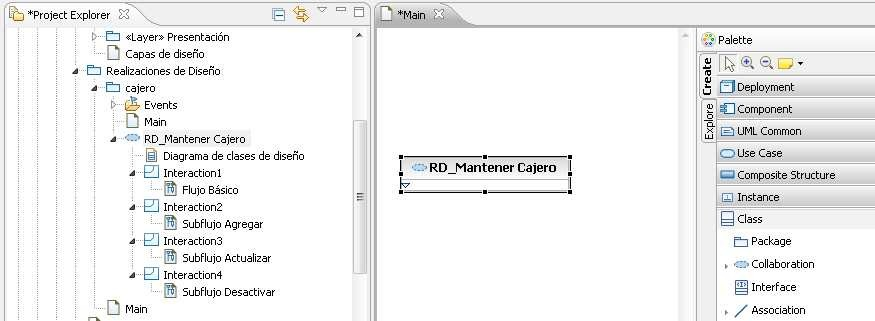 *Project Explorer
«Layer» Presentación
Capas de diseño
Realizaciones de Diseño
cajero
Events
Main
RD_Mantener Cajero
Diagrama de clases de diseño
Interaction1
Flujo Básico
Interaction2
Subflujo Agregar
Interaction3
Subflujo Actualizar
Interaction4
Subflujo Desactivar
Main
*Main
RD_Mantener Cajero
Palette
Create
Explore
Deployment
Component
UML Common
Use Case
Composite Structure
Instance
Class
Package
Collaboration
Interface
Association